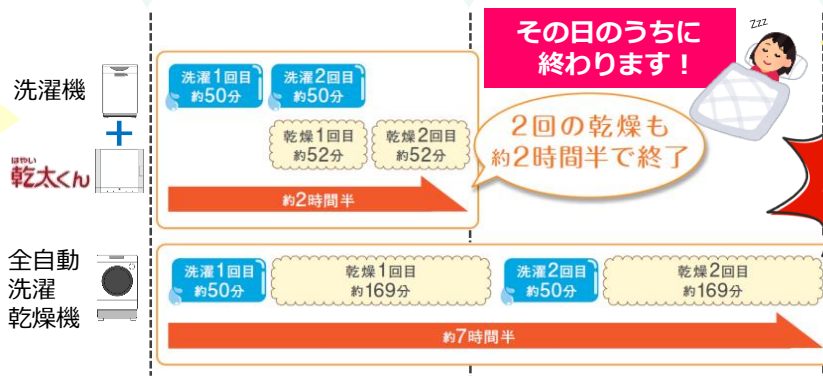 その日のうちに
終わります！
Zzz
洗濯機
+
はやい
乾太くん
洗濯1回目
約50分
洗濯2回目
約50分
乾燥1回目
約52分
乾燥2回目
約52分
約2時間半
2回の乾燥も
約2時間半で終了
全自動
洗濯
乾燥機
洗濯1回目
約50分
乾燥1回目
約169分
洗濯2回目
約50分
乾燥2回目
約169分
約7時間半